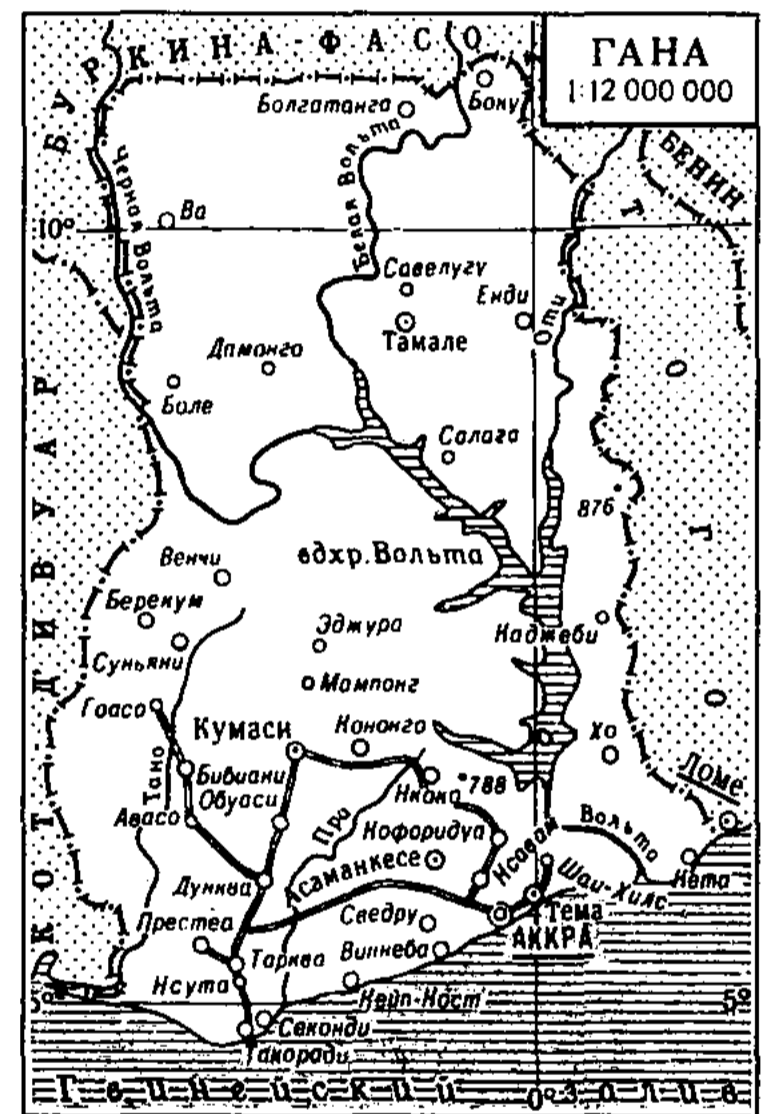 ГАНА
1:12 000 000
БУРКИНА-ФАСО
БЕНИН
ТОГО
КОТ-Д'ИВУАР
Болгатанга
Боку
Белая Вольта
Черная Вольта
Ва
10°
Савелугу
Енди
Оти
Тамале
Дамонго
Боле
Салага
876
Венчи
вдхр. Вольта
Берекум
Эджура
Каджеби
Суньяни
Мампонг
Гоасо
Кумаси
Кононго
Хо
Тано
Бибиани
Обуаси
Нкока
788
ЛОМЕ
Авасо
Пра
Кофоридуа
Нсавам
Вольта
Асаманкесе
Шаи-Хилс
Кета
Дунква
Престеа
Сведру
Тема
АККРА
Тарква
Виннеба
Нсута
Кейп-Кост
5°
5°
Секонди
Такоради
Гвинейский залив
0°